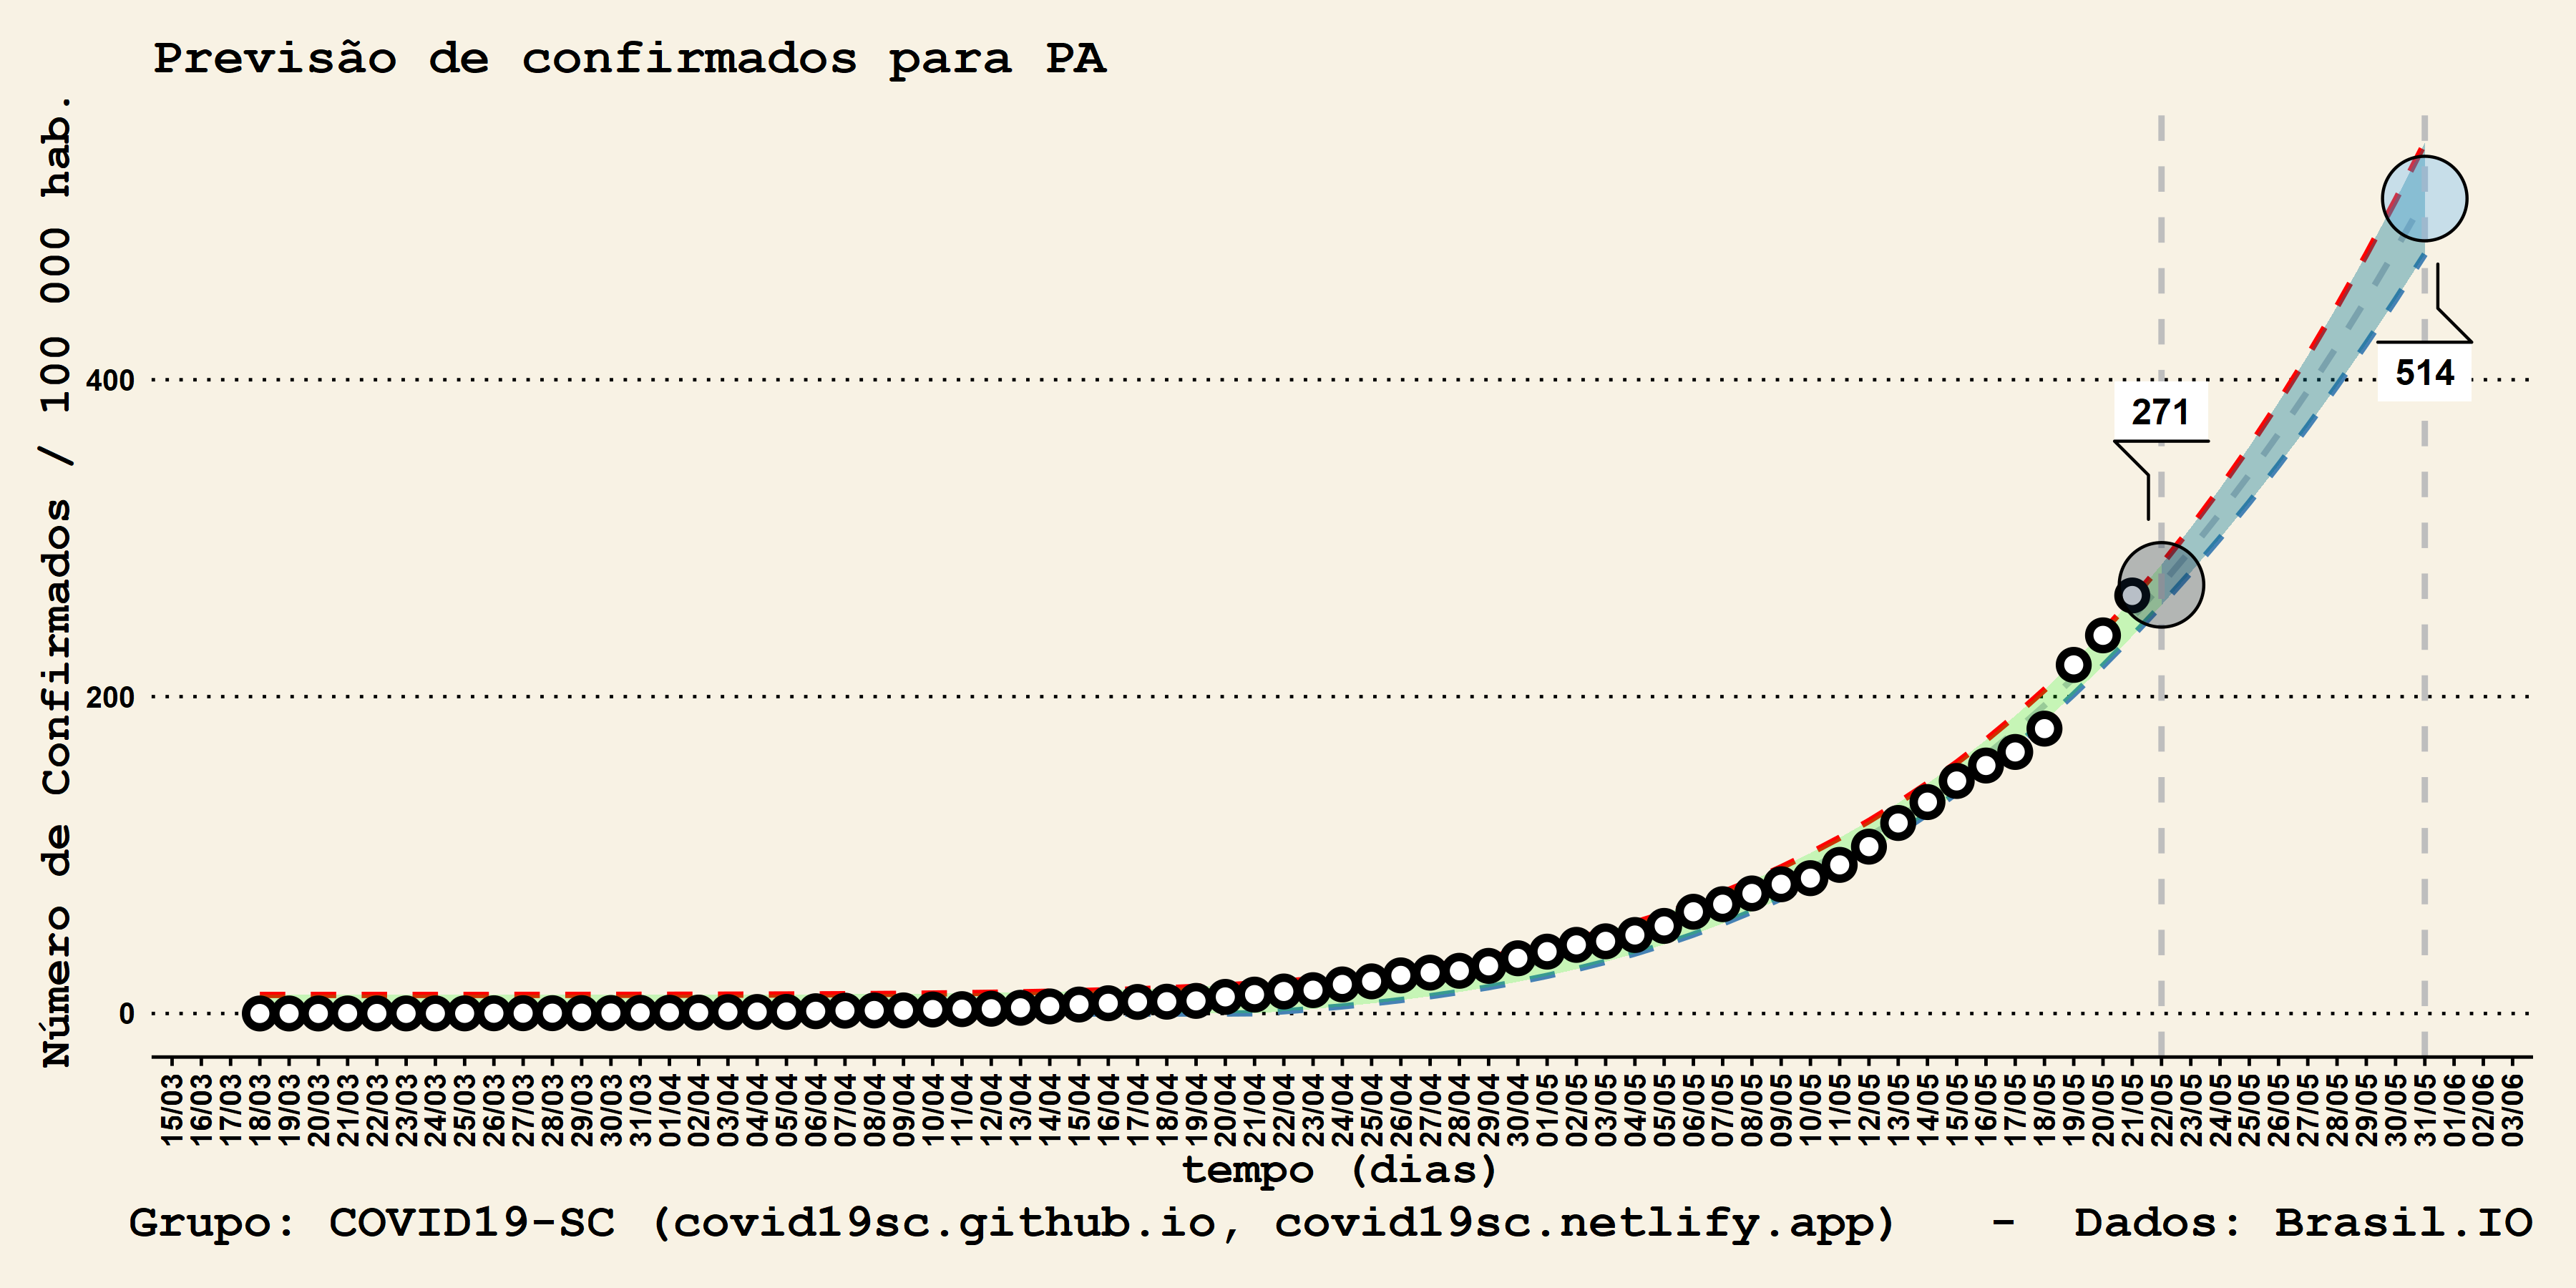 Previsão de confirmados para PA
Número de Confirmados / 100 000 hab.
400
200
0
271
514
15/03 16/03 17/03 18/03 19/03 20/03 21/03 22/03 23/03 24/03 25/03 26/03 27/03 28/03 29/03 30/03 31/03 01/04 02/04 03/04 04/04 05/04 06/04 07/04 08/04 09/04 10/04 11/04 12/04 13/04 14/04 15/04 16/04 17/04 18/04 19/04 20/04 21/04 22/04 23/04 24/04 25/04 26/04 27/04 28/04 29/04 30/04 01/05 02/05 03/05 04/05 05/05 06/05 07/05 08/05 09/05 10/05 11/05 12/05 13/05 14/05 15/05 16/05 17/05 18/05 19/05 20/05 21/05 22/05 23/05 24/05 25/05 26/05 27/05 28/05 29/05 30/05 31/05 01/06 02/06 03/06
tempo (dias)
Grupo: COVID19-SC (covid19sc.github.io, covid19sc.netlify.app) - Dados: Brasil.IO